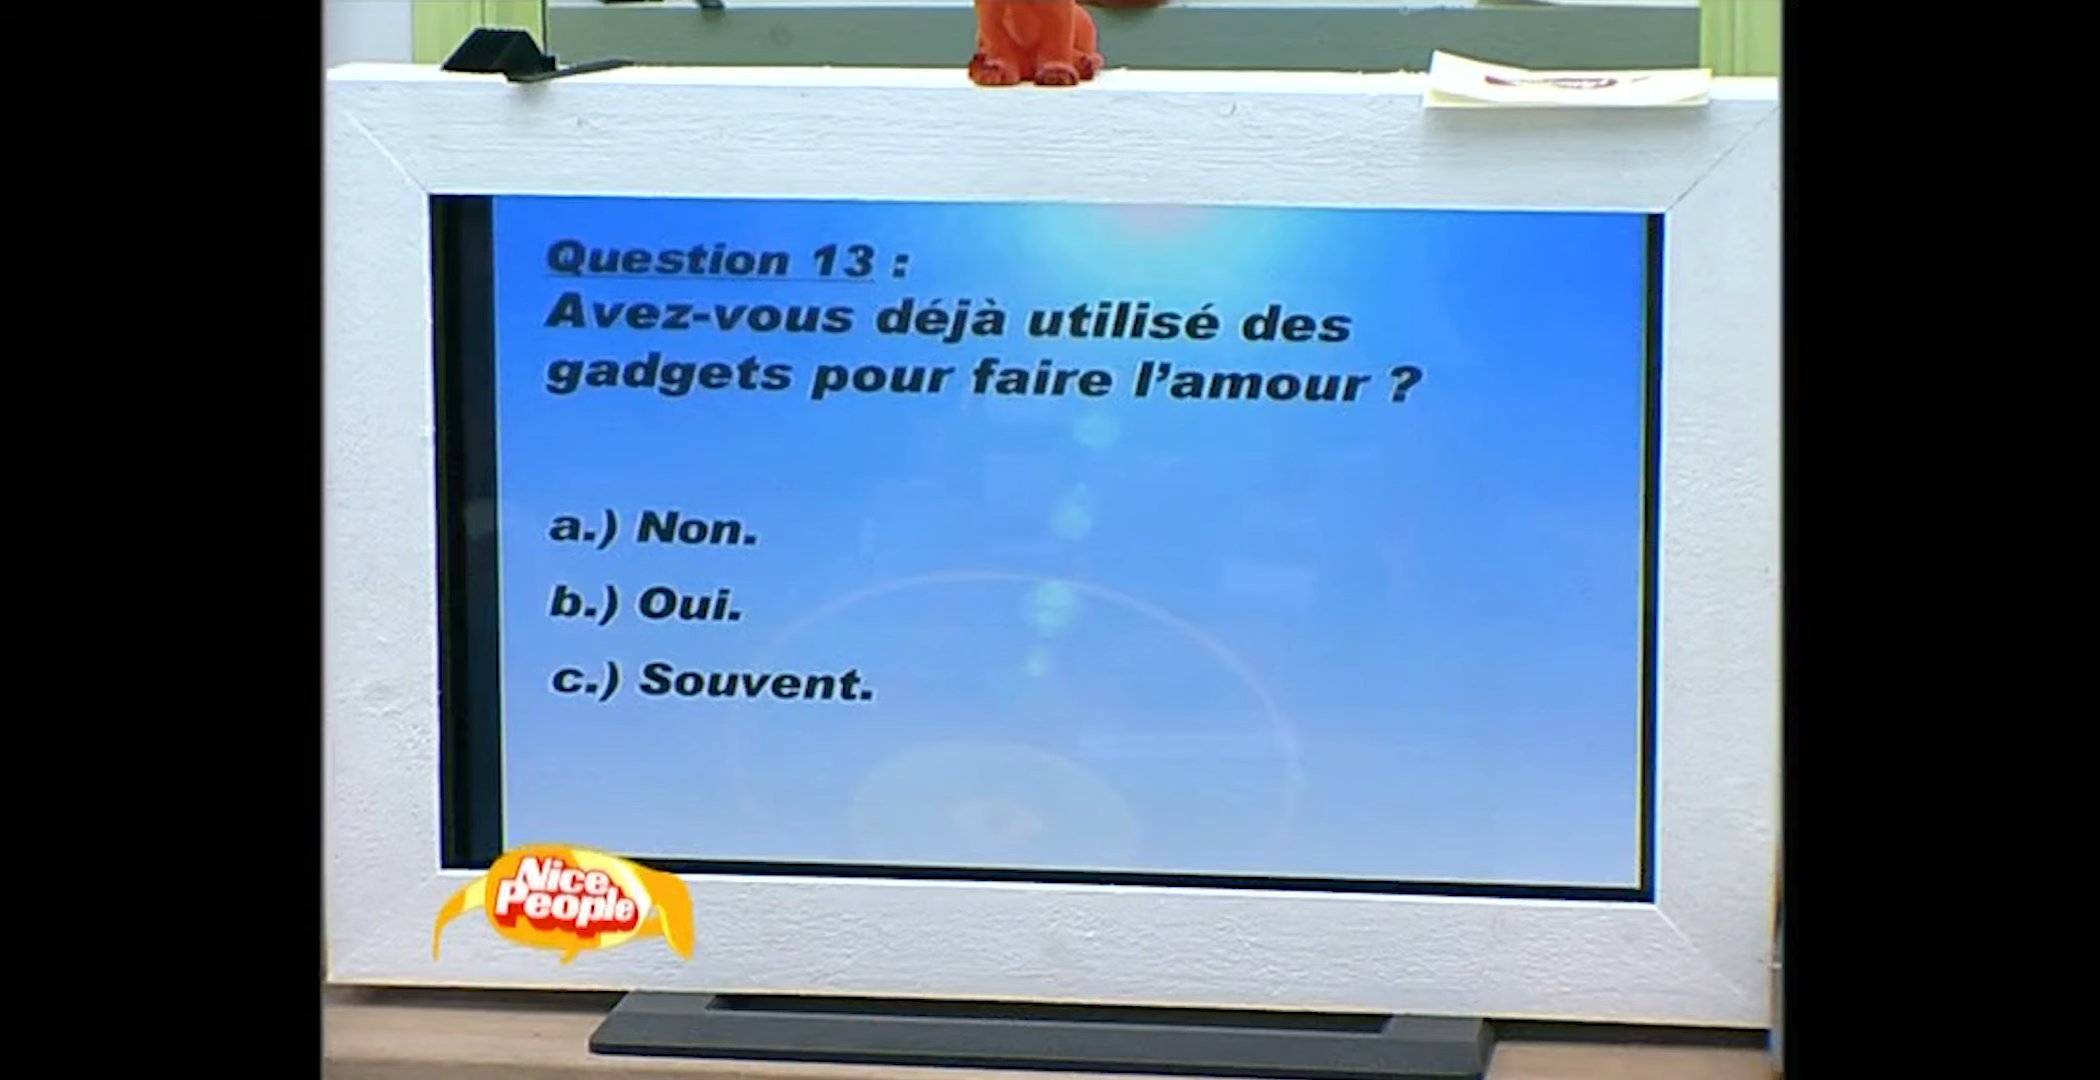 Question 13 :
Avez-vous déjà utilisé des
gadgets pour faire l'amour ?
a.) Non.
b.) Oui.
c.) Souvent.
Nice
People